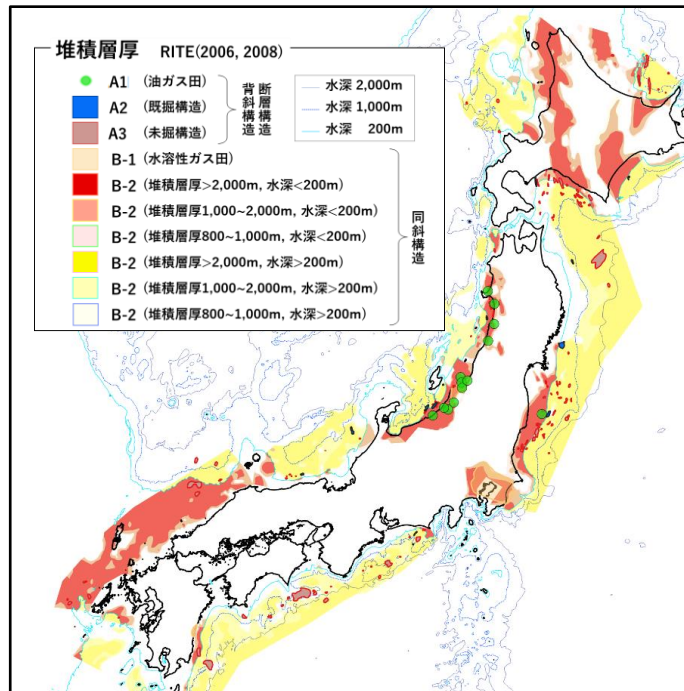 堆積層厚 RITE(2006, 2008)
A1 (油ガス田)
A2 (既掘構造)
A3 (未掘構造)
背斜構造
断層構造
水深 2,000m
水深 1,000m
水深 200m
B-1 (水溶性ガス田)
B-2 (堆積層厚>2,000m, 水深<200m)
B-2 (堆積層厚1,000~2,000m, 水深<200m)
B-2 (堆積層厚800~1,000m, 水深<200m)
B-2 (堆積層厚>2,000m, 水深>200m)
B-2 (堆積層厚1,000~2,000m, 水深>200m)
B-2 (堆積層厚800~1,000m, 水深>200m)
同斜構造